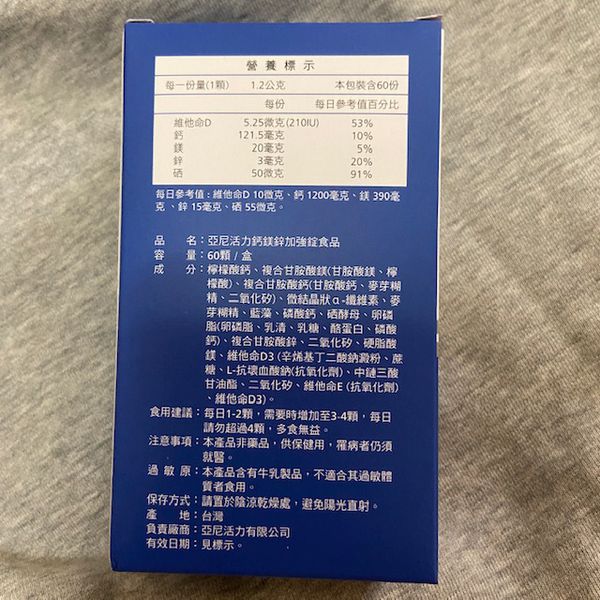 營養標示
每一份量(1顆) 1.2公克 本包裝含60份
每份 每日參考值百分比
維他命D 5.25微克(210IU) 53%
鈣 121.5毫克 10%
鎂 20毫克 5%
鋅 3毫克 20%
硒 50微克 91%
每日參考值：維他命D 10微克、鈣 1200毫克、鎂 390毫
克、鋅 15毫克、硒 55微克。
品名：亞尼活力鈣鎂鋅加強錠食品
容量：60顆 / 盒
成分：檸檬酸鈣、複合甘胺酸鎂(甘胺酸鎂、檸
檬酸)、複合甘胺酸鈣(甘胺酸鈣、麥芽糊
精、二氧化矽)、微結晶狀α-纖維素、麥
芽糊精、藍藻、磷酸鈣、硒酵母、卵磷
脂(卵磷脂、乳清、乳糖、酪蛋白、磷酸
鈣)、複合甘胺酸鋅、二氧化矽、硬脂酸
鎂、維他命D3 (辛烯基丁二酸鈉澱粉、蔗
糖、L-抗壞血酸鈉(抗氧化劑)、中鏈三酸
甘油酯、二氧化矽、維他命E (抗氧化劑)
、維他命D3)。
食用建議：每日1-2顆，需要時增加至3-4顆，每日
請勿超過4顆，多食無益。
注意事項：本產品非藥品，供保健用，罹病者仍須
就醫。
過敏原：本產品含有牛乳製品，不適合其過敏體
質者食用。
保存方式：請置於陰涼乾燥處，避免陽光直射。
產地：台灣
負責廠商：亞尼活力有限公司
有效日期：見標示。